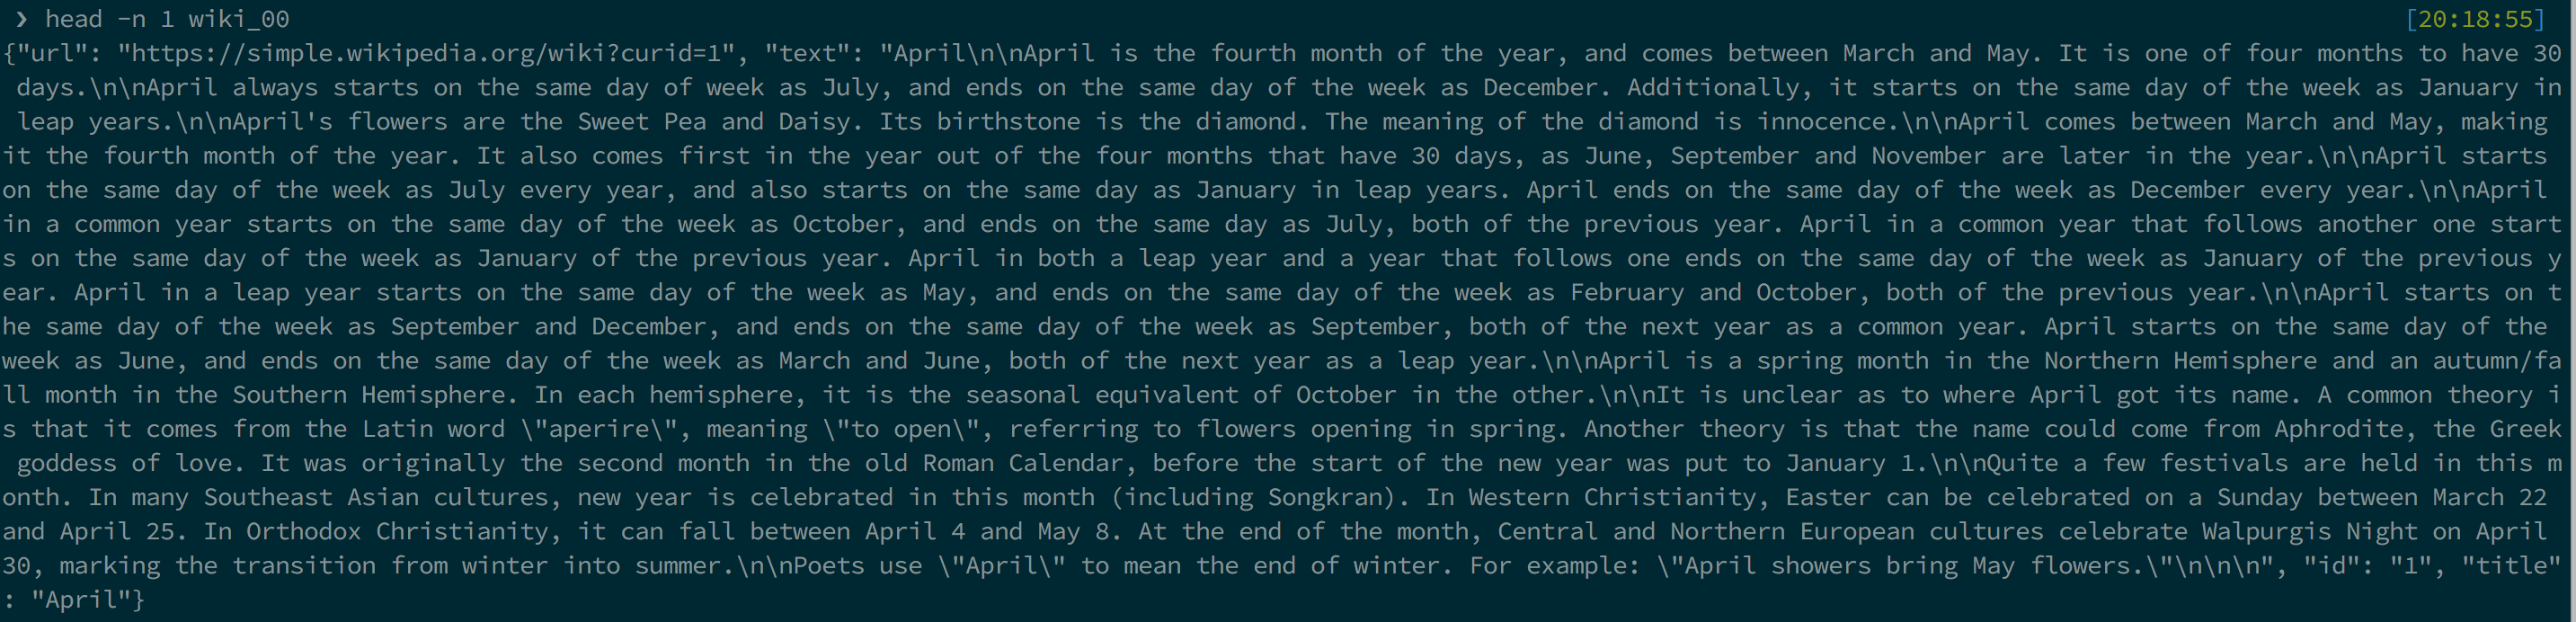 ❯ head -n 1 wiki_00 [20:18:55]
{"url": "https://simple.wikipedia.org/wiki?curid=1", "text": "April\n\nApril is the fourth month of the year, and comes between March and May. It is one of four months to have 30
 days.\n\nApril always starts on the same day of week as July, and ends on the same day of the week as December. Additionally, it starts on the same day of the week as January in
 leap years.\n\nApril's flowers are the Sweet Pea and Daisy. Its birthstone is the diamond. The meaning of the diamond is innocence.\n\nApril comes between March and May, making
it the fourth month of the year. It also comes first in the year out of the four months that have 30 days, as June, September and November are later in the year.\n\nApril starts
on the same day of the week as July every year, and also starts on the same day as January in leap years. April ends on the same day of the week as December every year.\n\nApril
in a common year starts on the same day of the week as October, and ends on the same day as July, both of the previous year. April in a common year that follows another one start
s on the same day of the week as January of the previous year. April in both a leap year and a year that follows one ends on the same day of the week as January of the previous y
ear. April in a leap year starts on the same day of the week as May, and ends on the same day of the week as February and October, both of the previous year.\n\nApril starts on t
he same day of the week as September and December, and ends on the same day of the week as September, both of the next year as a common year. April starts on the same day of the
week as June, and ends on the same day of the week as March and June, both of the next year as a leap year.\n\nApril is a spring month in the Northern Hemisphere and an autumn/fa
ll month in the Southern Hemisphere. In each hemisphere, it is the seasonal equivalent of October in the other.\n\nIt is unclear as to where April got its name. A common theory i
s that it comes from the Latin word \"aperire\", meaning \"to open\", referring to flowers opening in spring. Another theory is that the name could come from Aphrodite, the Greek
 goddess of love. It was originally the second month in the old Roman Calendar, before the start of the new year was put to January 1.\n\nQuite a few festivals are held in this m
onth. In many Southeast Asian cultures, new year is celebrated in this month (including Songkran). In Western Christianity, Easter can be celebrated on a Sunday between March 22
and April 25. In Orthodox Christianity, it can fall between April 4 and May 8. At the end of the month, Central and Northern European cultures celebrate Walpurgis Night on April
30, marking the transition from winter into summer.\n\nPoets use \"April\" to mean the end of winter. For example: \"April showers bring May flowers.\"\n\n\n", "id": "1", "title"
: "April"}